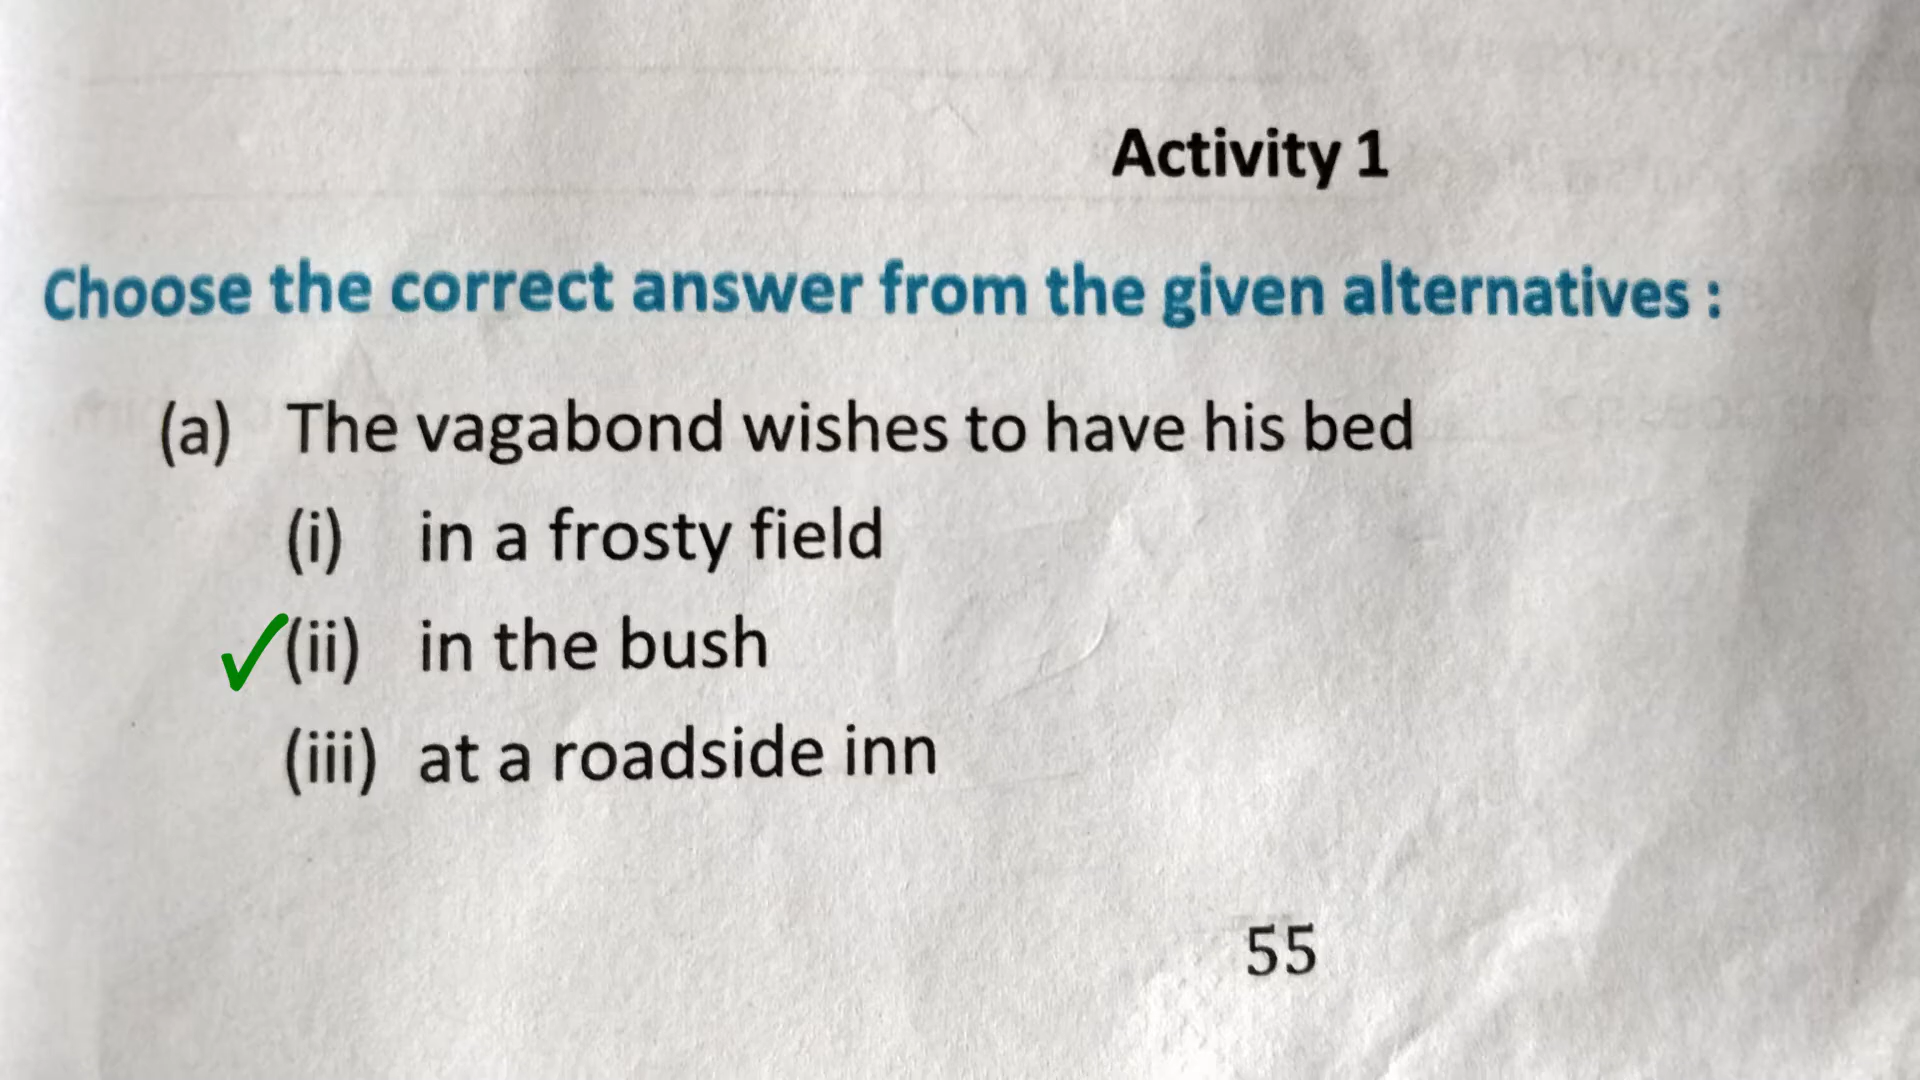 Activity 1
Choose the correct answer from the given alternatives :
(a) The vagabond wishes to have his bed
(i) in a frosty field
✓(ii) in the bush
(iii) at a roadside inn
55